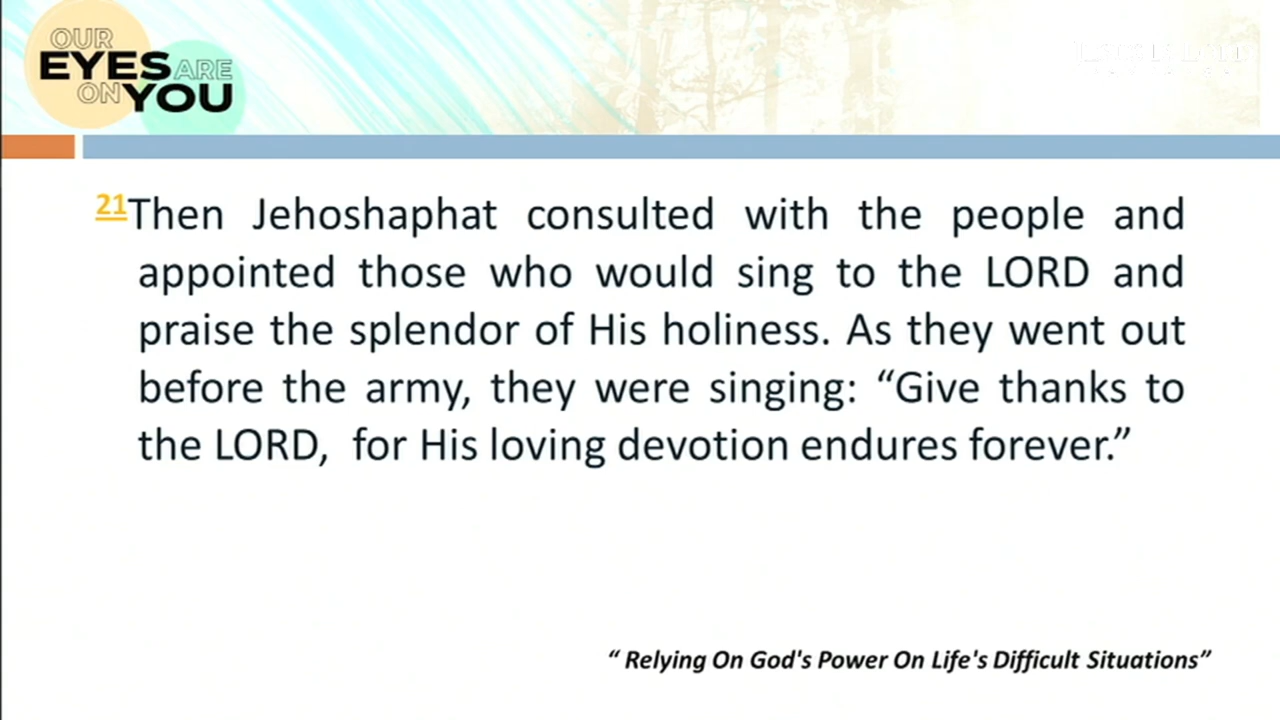 OUR
EYES ARE
ON YOU
21Then Jehoshaphat consulted with the people and
appointed those who would sing to the LORD and
praise the splendor of His holiness. As they went out
before the army, they were singing: “Give thanks to
the LORD, for His loving devotion endures forever.”
“ Relying On God's Power On Life's Difficult Situations”